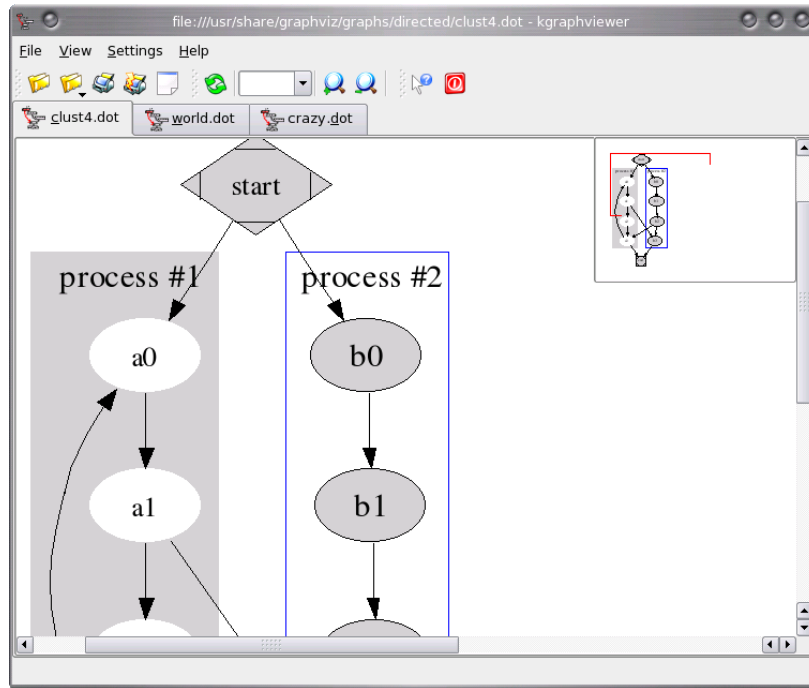 file:///usr/share/graphviz/graphs/directed/clust4.dot - kgraphviewer
File View Settings Help
clust4.dot world.dot crazy.dot
start
process #1 process #2
a0 b0
a1 b1